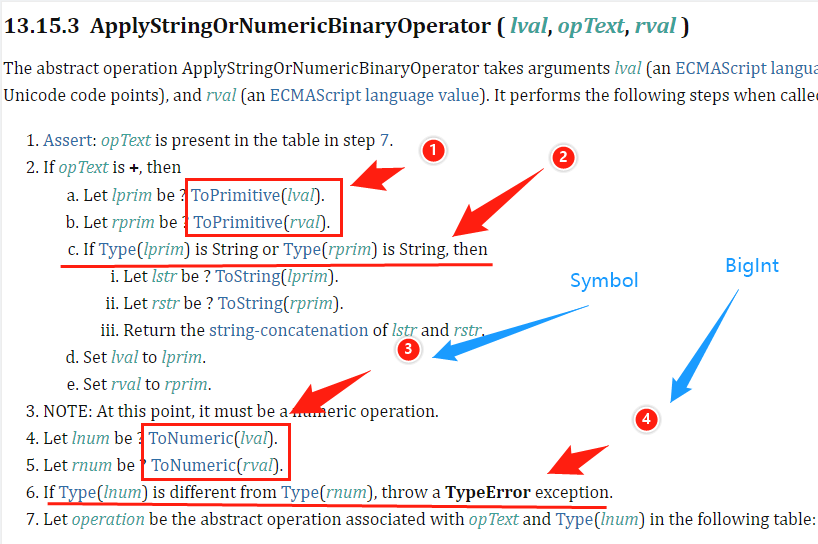 13.15.3 ApplyStringOrNumericBinaryOperator ( lval, opText, rval )
The abstract operation ApplyStringOrNumericBinaryOperator takes arguments lval (an ECMAScript
Unicode code points), and rval (an ECMAScript language value). It performs the following steps when
1. Assert: opText is present in the table in step 7.
1
2. If opText is +, then
2
a. Let lprim be ? ToPrimitive(lval).
b. Let rprim be ? ToPrimitive(rval).
c. If Type(lprim) is String or Type(rprim) is String, then
BigInt
i. Let lstr be ? ToString(lprim).
Symbol
ii. Let rstr be ? ToString(rprim).
iii. Return the string-concatenation of lstr and rstr.
3
d. Set lval to lprim.
e. Set rval to rprim.
3. NOTE: At this point, it must be a numeric operation.
4
4. Let lnum be ? ToNumeric(lval).
5. Let rnum be ? ToNumeric(rval).
6. If Type(lnum) is different from Type(rnum), throw a TypeError exception.
7. Let operation be the abstract operation associated with opText and Type(lnum) in the following table: